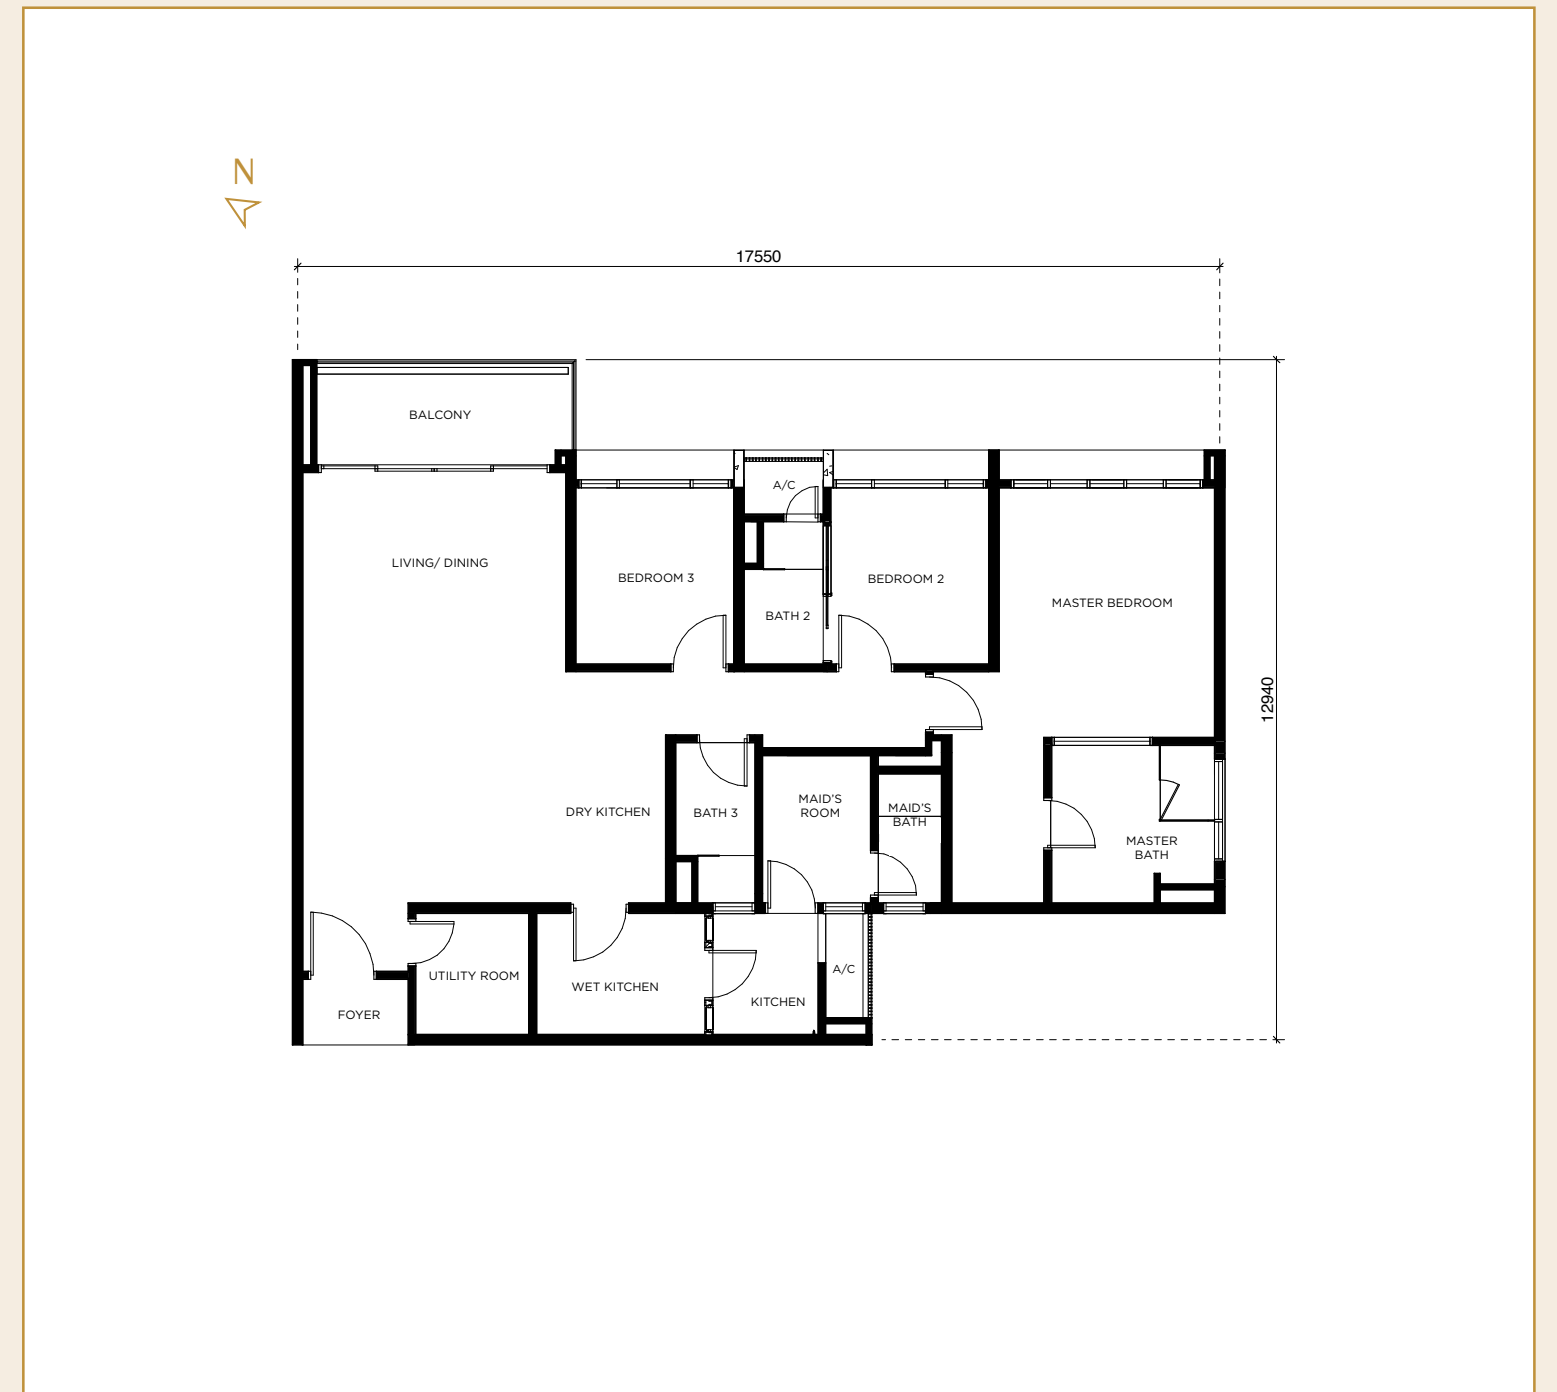 N
17550
BALCONY
A/C
LIVING/ DINING
BEDROOM 3
BEDROOM 2
MASTER BEDROOM
BATH 2
12940
DRY KITCHEN
BATH 3
MAID'S
ROOM
MAID'S
BATH
MASTER
BATH
UTILITY ROOM
WET KITCHEN
A/C
KITCHEN
FOYER